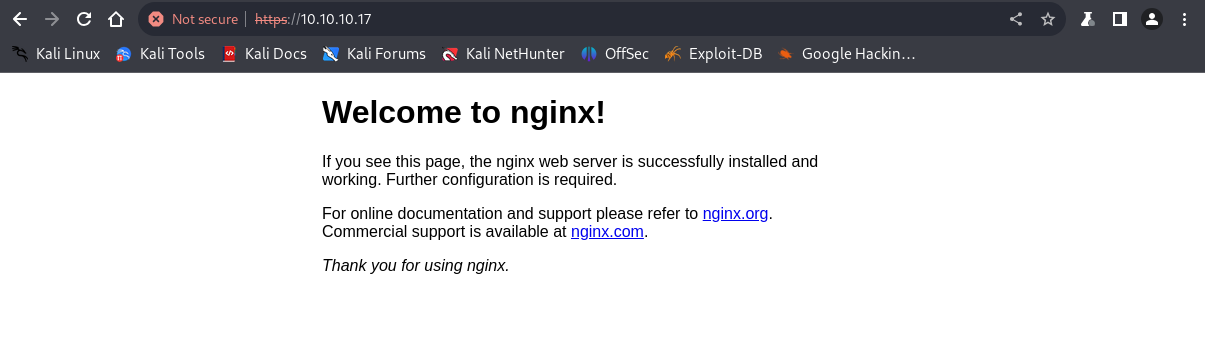 Not secure https://10.10.10.17
Kali Linux Kali Tools Kali Docs Kali Forums Kali NetHunter OffSec Exploit-DB Google Hackin…
Welcome to nginx!
If you see this page, the nginx web server is successfully installed and
working. Further configuration is required.
For online documentation and support please refer to nginx.org.
Commercial support is available at nginx.com.
Thank you for using nginx.